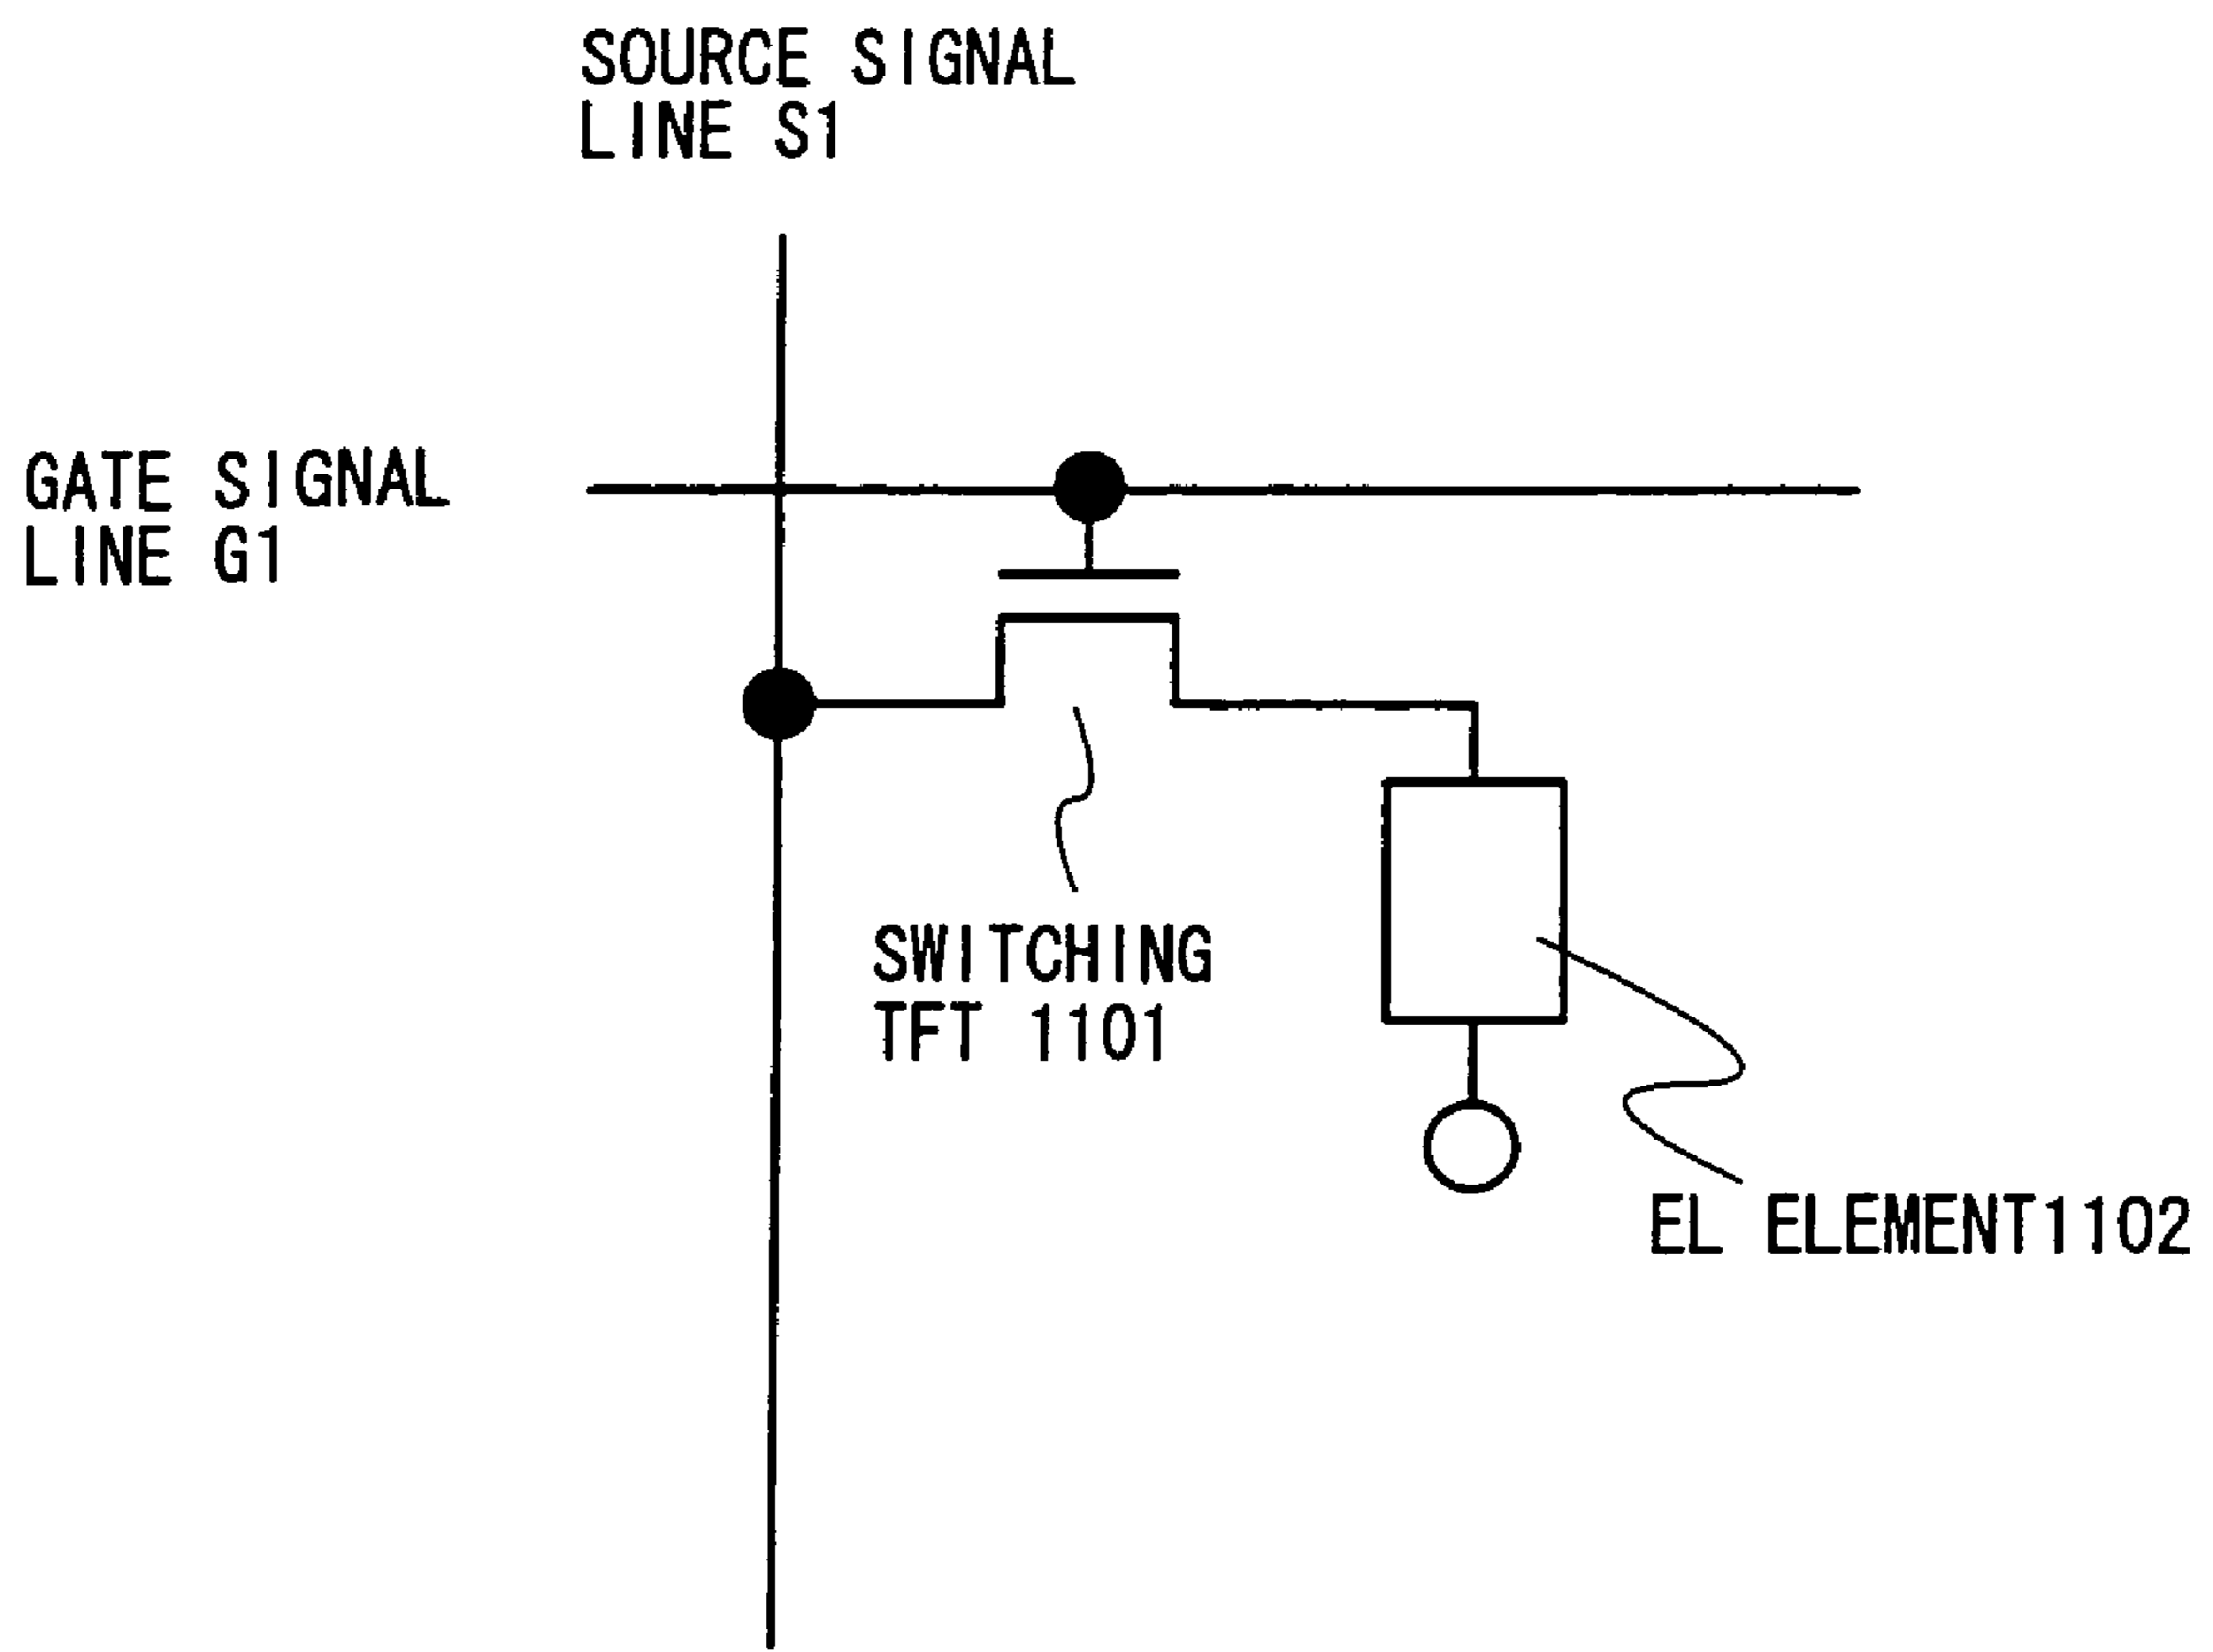 SOURCE SIGNAL
LINE S1
GATE SIGNAL
LINE G1
SWITCHING
TFT 1101
EL ELEMENT1102